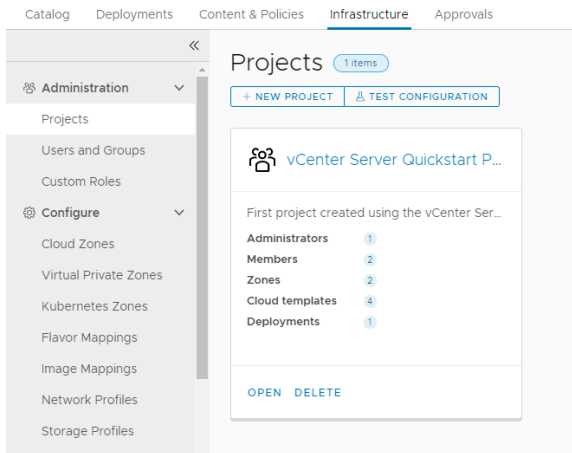 Catalog Deployments Content & Policies Infrastructure Approvals
Administration
Projects
Users and Groups
Custom Roles
Configure
Cloud Zones
Virtual Private Zones
Kubernetes Zones
Flavor Mappings
Image Mappings
Network Profiles
Storage Profiles
Projects 1 items
+ NEW PROJECT TEST CONFIGURATION
vCenter Server Quickstart P...
First project created using the vCenter Ser...
Administrators 1
Members 2
Zones 2
Cloud templates 4
Deployments 1
OPEN DELETE